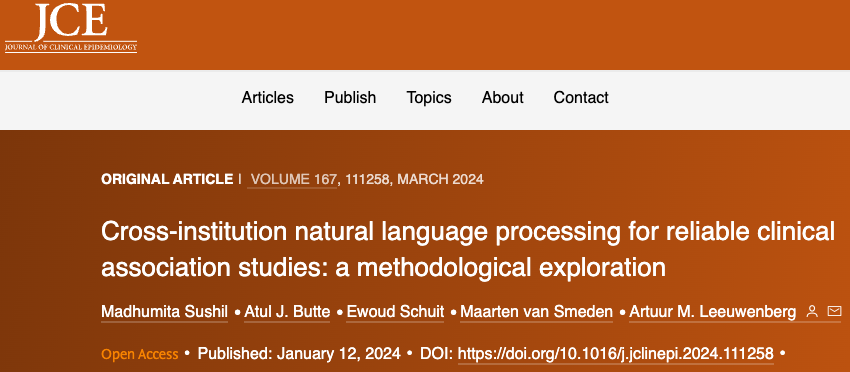 JCE
JOURNAL OF CLINICAL EPIDEMIOLOGY
Articles Publish Topics About Contact
ORIGINAL ARTICLE | VOLUME 167, 111258, MARCH 2024
Cross-institution natural language processing for reliable clinical
association studies: a methodological exploration
Madhumita Sushil • Atul J. Butte • Ewoud Schuit • Maarten van Smeden • Artuur M. Leeuwenberg
Open Access • Published: January 12, 2024 • DOI: https://doi.org/10.1016/j.jclinepi.2024.111258 •